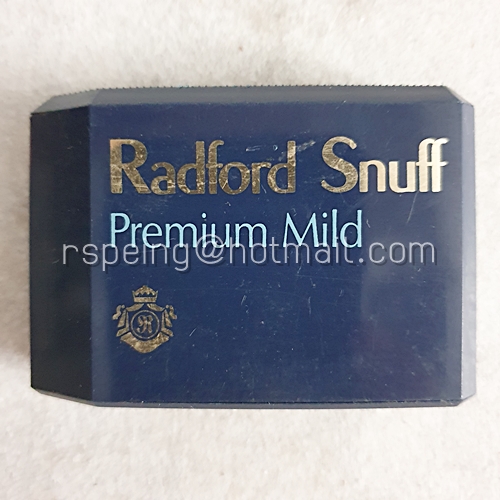 Radford Snuff
Premium Mild
rspeing@hotmail.com
R